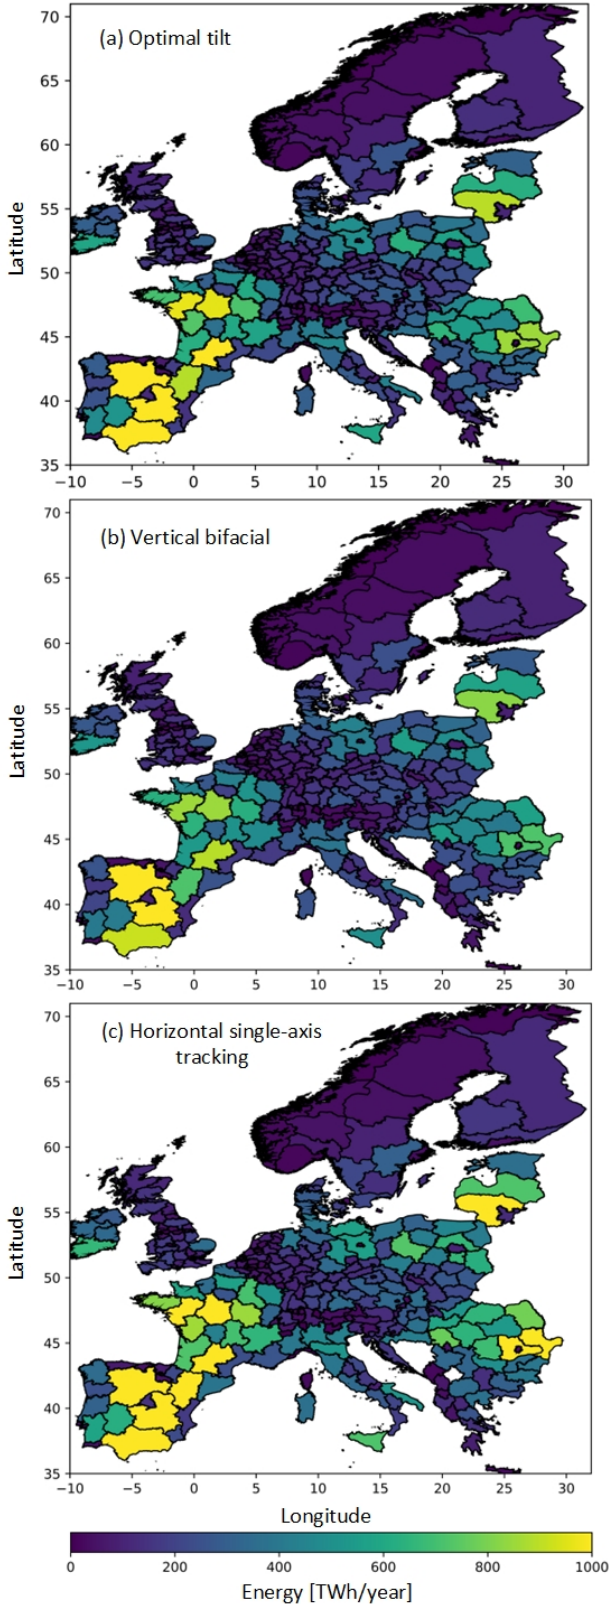 (a) Optimal tilt
70
65
60
55
50
45
40
35
Latitude
−10 −5 0 5 10 15 20 25 30
(b) Vertical bifacial
70
65
60
55
50
45
40
35
Latitude
−10 −5 0 5 10 15 20 25 30
(c) Horizontal single-axis
tracking
70
65
60
55
50
45
40
35
Latitude
−10 −5 0 5 10 15 20 25 30
Longitude
0 200 400 600 800 1000
Energy [TWh/year]